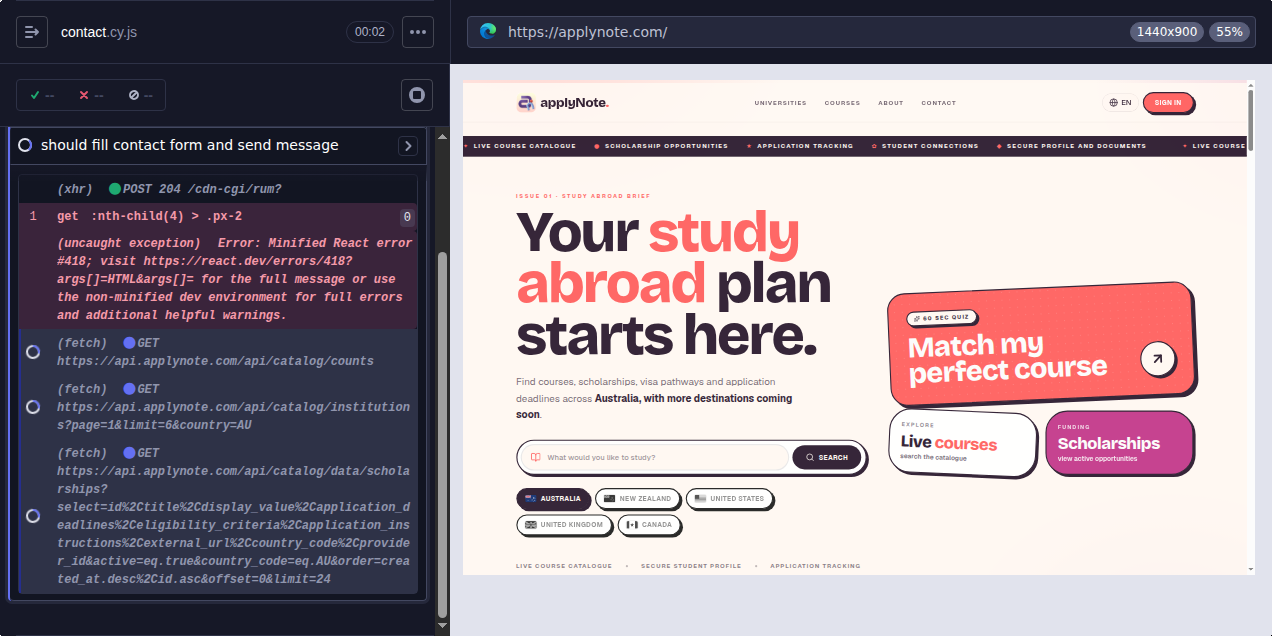 contact.cy.js
00:02
https://applynote.com/
1440x900
55%
--
--
--
should fill contact form and send message
(xhr) POST 204 /cdn-cgi/rum?
1 get :nth-child(4) > .px-2 0
(uncaught exception) Error: Minified React error
#418; visit https://react.dev/errors/418?
args[]=HTML&args[]= for the full message or use
the non-minified dev environment for full errors
and additional helpful warnings.
(fetch) GET
https://api.applynote.com/api/catalog/counts
(fetch) GET
https://api.applynote.com/api/catalog/institution
s?page=1&limit=6&country=AU
(fetch) GET
https://api.applynote.com/api/catalog/data/schola
rships?
select=id%2Ctitle%2Cdisplay_value%2Capplication_d
eadlines%2Celigibility_criteria%2Capplication_ins
tructions%2Cexternal_url%2Ccountry_code%2Cprovide
r_id&active=eq.true&country_code=eq.AU&order=crea
ted_at.desc%2Cid.asc&offset=0&limit=24
applyNote.
UNIVERSITIES COURSES ABOUT CONTACT
EN
SIGN IN
LIVE COURSE CATALOGUE SCHOLARSHIP OPPORTUNITIES APPLICATION TRACKING STUDENT CONNECTIONS SECURE PROFILE AND DOCUMENTS LIVE COURSE
ISSUE 01 · STUDY ABROAD BRIEF
Your study
abroad plan
starts here.
Find courses, scholarships, visa pathways and application
deadlines across Australia, with more destinations coming
soon.
What would you like to study?
SEARCH
AUSTRALIA
NEW ZEALAND
UNITED STATES
UNITED KINGDOM
CANADA
LIVE COURSE CATALOGUE • SECURE STUDENT PROFILE • APPLICATION TRACKING
60 SEC QUIZ
Match my
perfect course
EXPLORE
Live courses
search the catalogue
FUNDING
Scholarships
view active opportunities